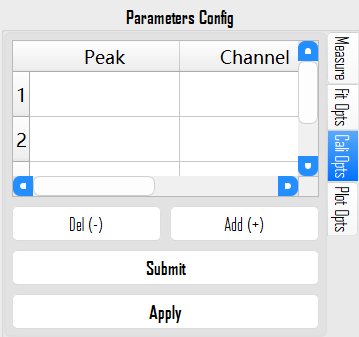 Parameters Config
Peak Channel
1
2
Del (-) Add (+)
Submit
Apply
Measure
Fit Opts
Cali Opts
Plot Opts